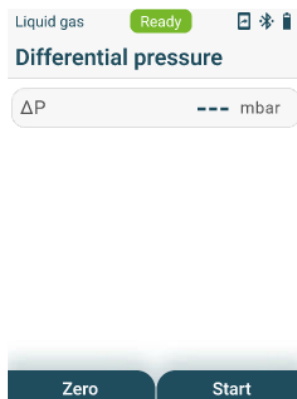 Liquid gas Ready
Differential pressure
ΔP --- mbar
Zero Start